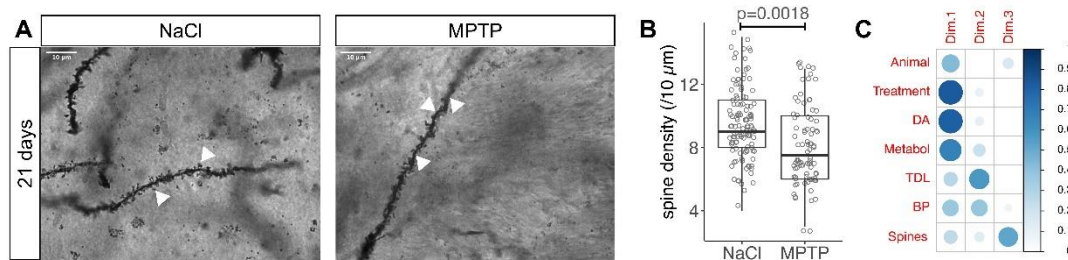 A
NaCl
MPTP
21 days
10 µm
10 µm
B
p=0.0018
spine density (/10 µm)
12
8
4
NaCl
MPTP
C
Dim.1
Dim.2
Dim.3
Animal
Treatment
DA
Metabol
TDL
BP
Spines
0.9
0.8
0.7
0.6
0.5
0.4
0.3
0.2
0.1
0